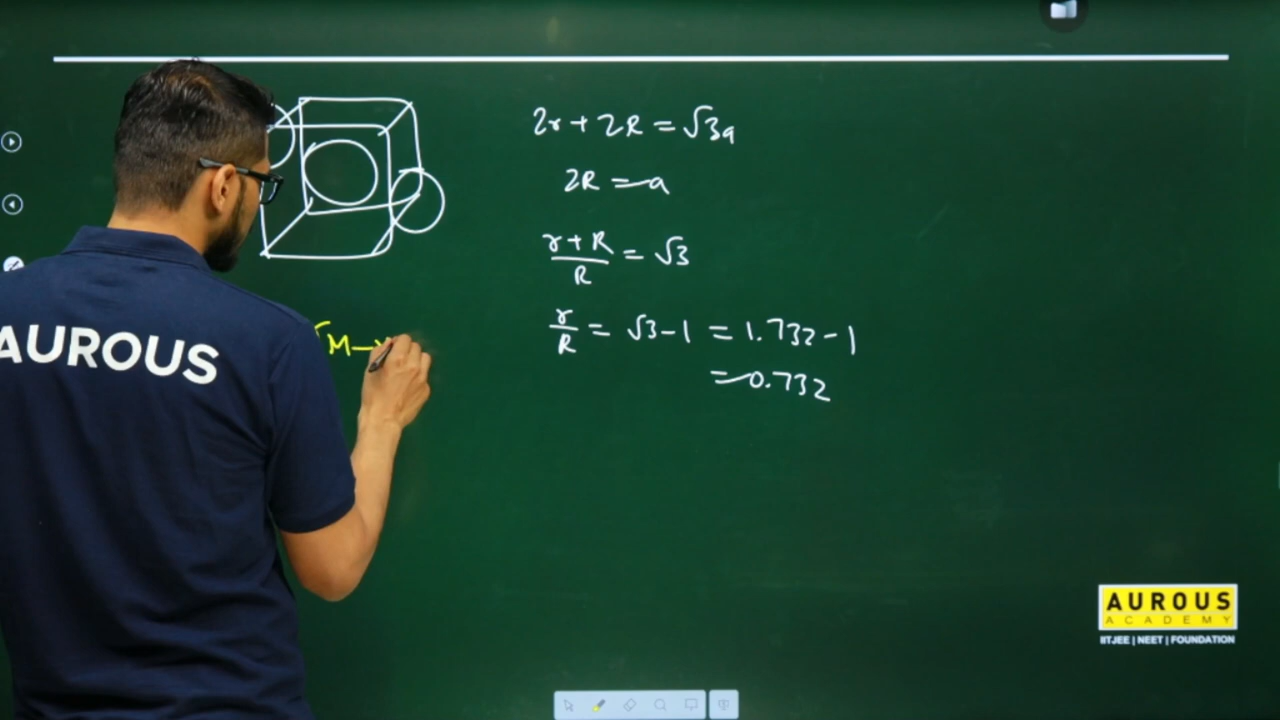 2r + 2R = √3a
2R = a
r + R / R = √3
r / R = √3 - 1 = 1.732 - 1
= 0.732
AUROUS
AUROUS
ACADEMY
IITJEE | NEET | FOUNDATION